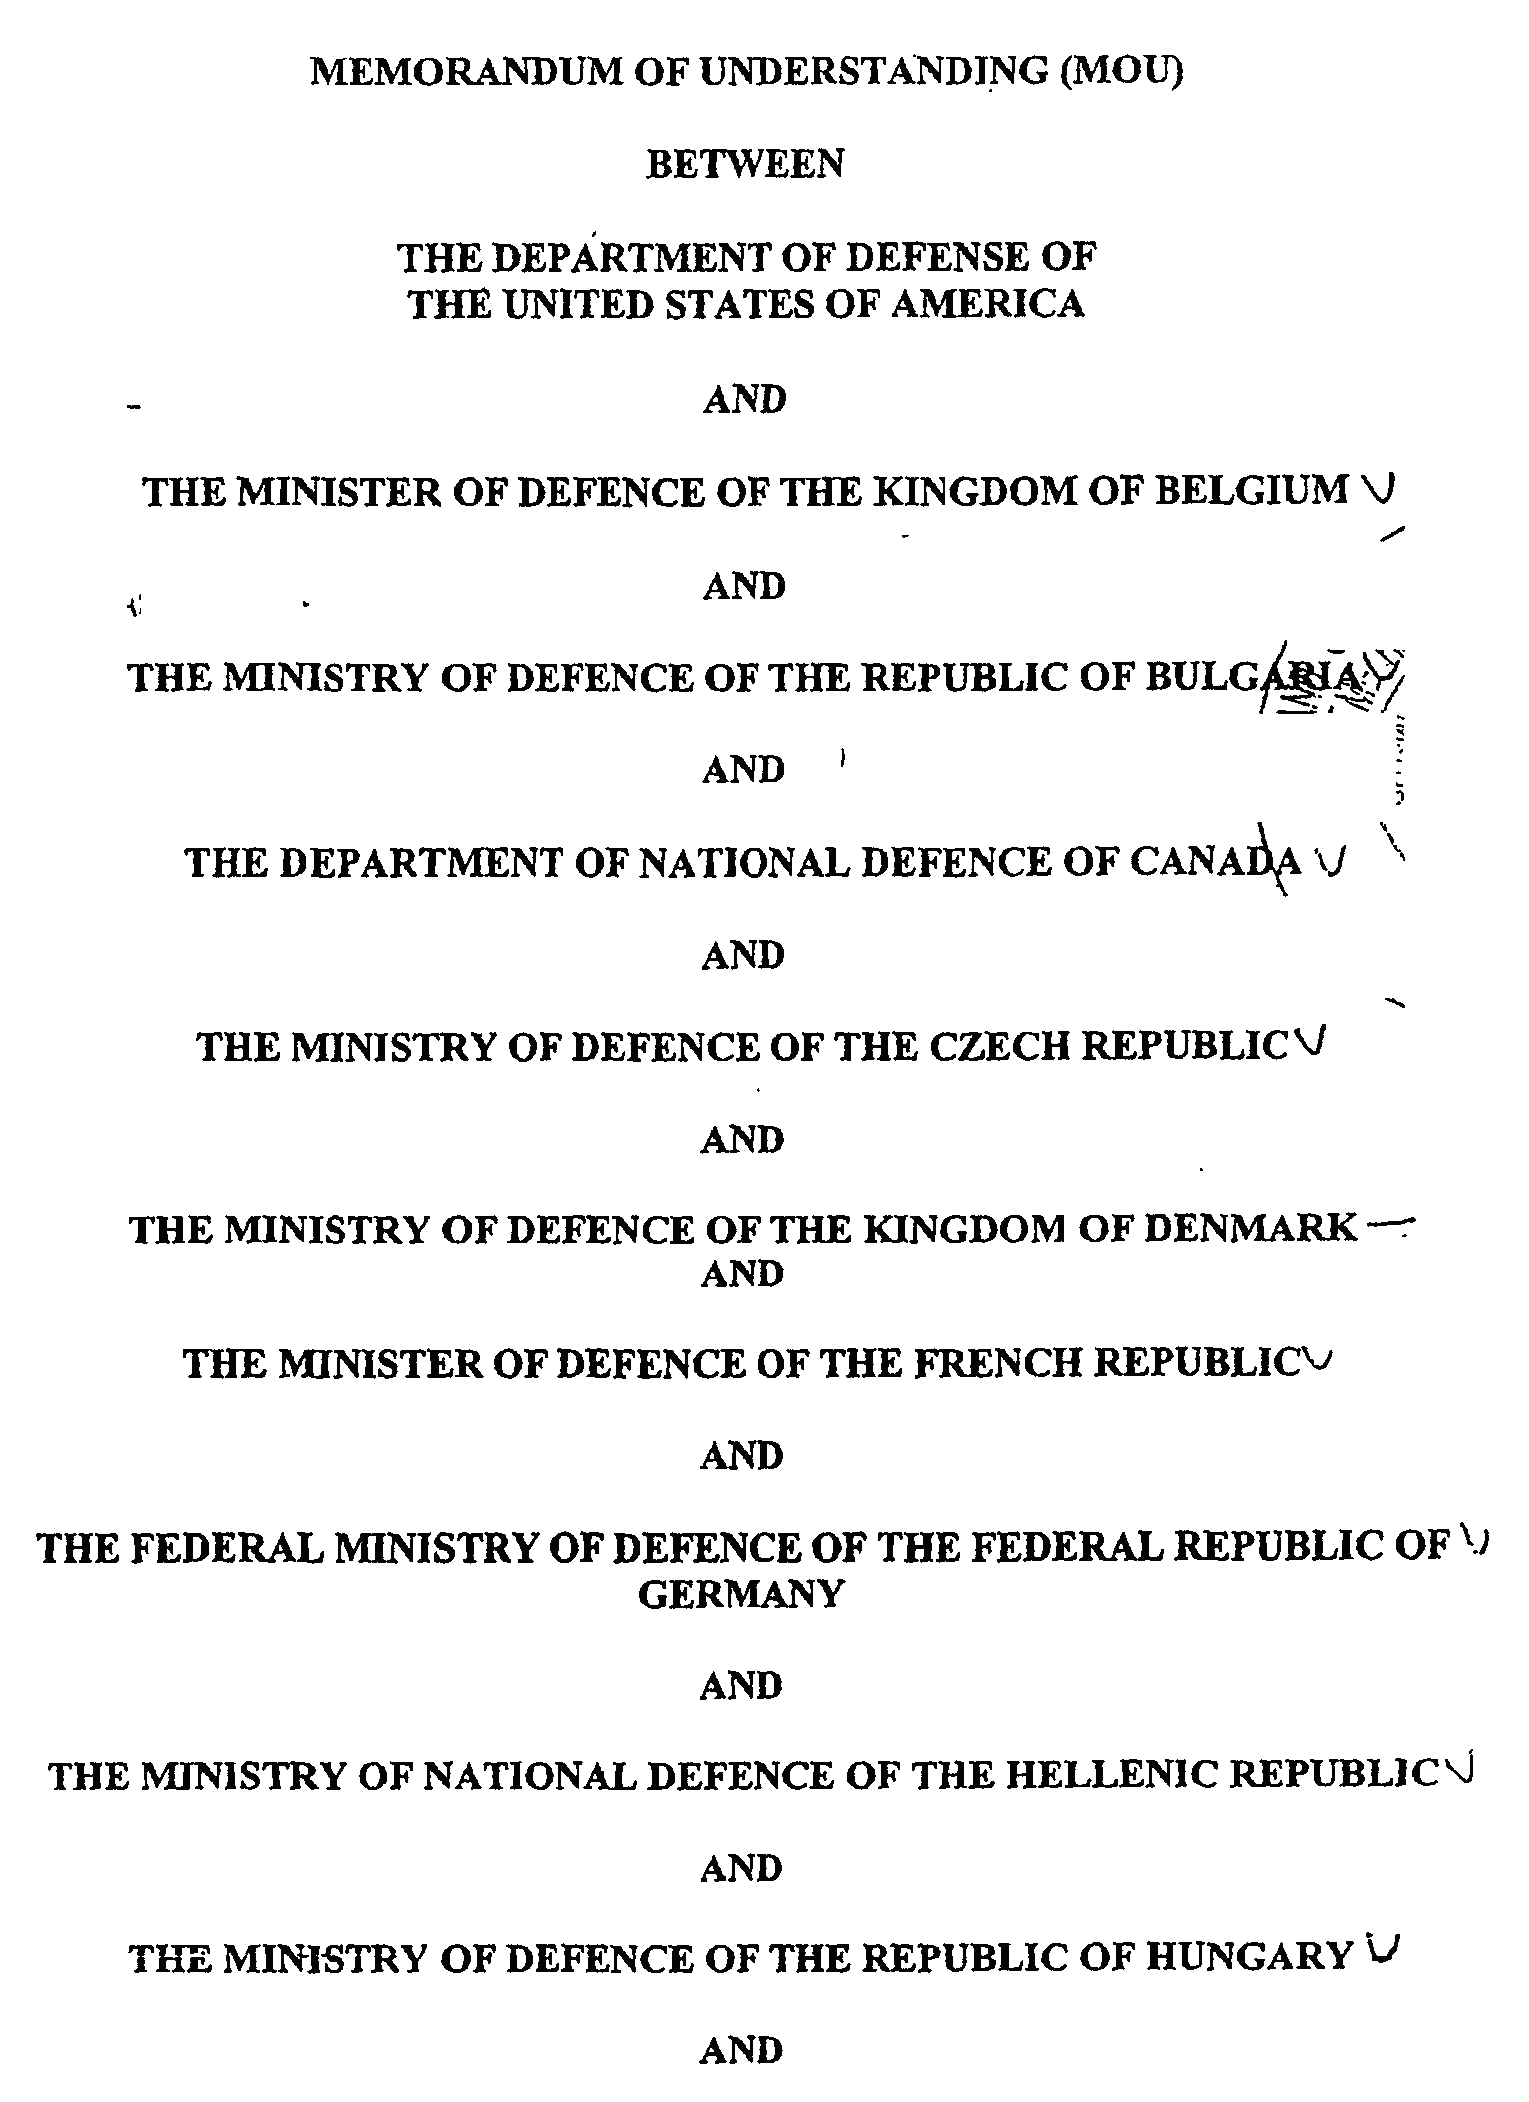 MEMORANDUM OF UNDERSTANDING (MOU)
BETWEEN
THE DEPARTMENT OF DEFENSE OF
THE UNITED STATES OF AMERICA
AND
THE MINISTER OF DEFENCE OF THE KINGDOM OF BELGIUM
AND
THE MINISTRY OF DEFENCE OF THE REPUBLIC OF BULGARIA
AND
THE DEPARTMENT OF NATIONAL DEFENCE OF CANADA
AND
THE MINISTRY OF DEFENCE OF THE CZECH REPUBLIC
AND
THE MINISTRY OF DEFENCE OF THE KINGDOM OF DENMARK
AND
THE MINISTER OF DEFENCE OF THE FRENCH REPUBLIC
AND
THE FEDERAL MINISTRY OF DEFENCE OF THE FEDERAL REPUBLIC OF
GERMANY
AND
THE MINISTRY OF NATIONAL DEFENCE OF THE HELLENIC REPUBLIC
AND
THE MINISTRY OF DEFENCE OF THE REPUBLIC OF HUNGARY
AND